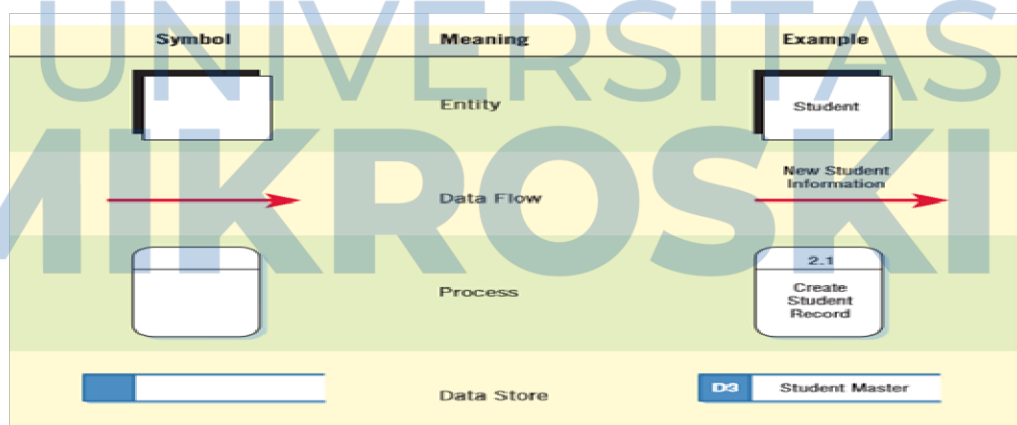 UNIVERSITAS
MIKROSKI
Symbol Meaning Example
Entity Student
Data Flow New Student
Information
Process 2.1
Create
Student
Record
Data Store D3 Student Master